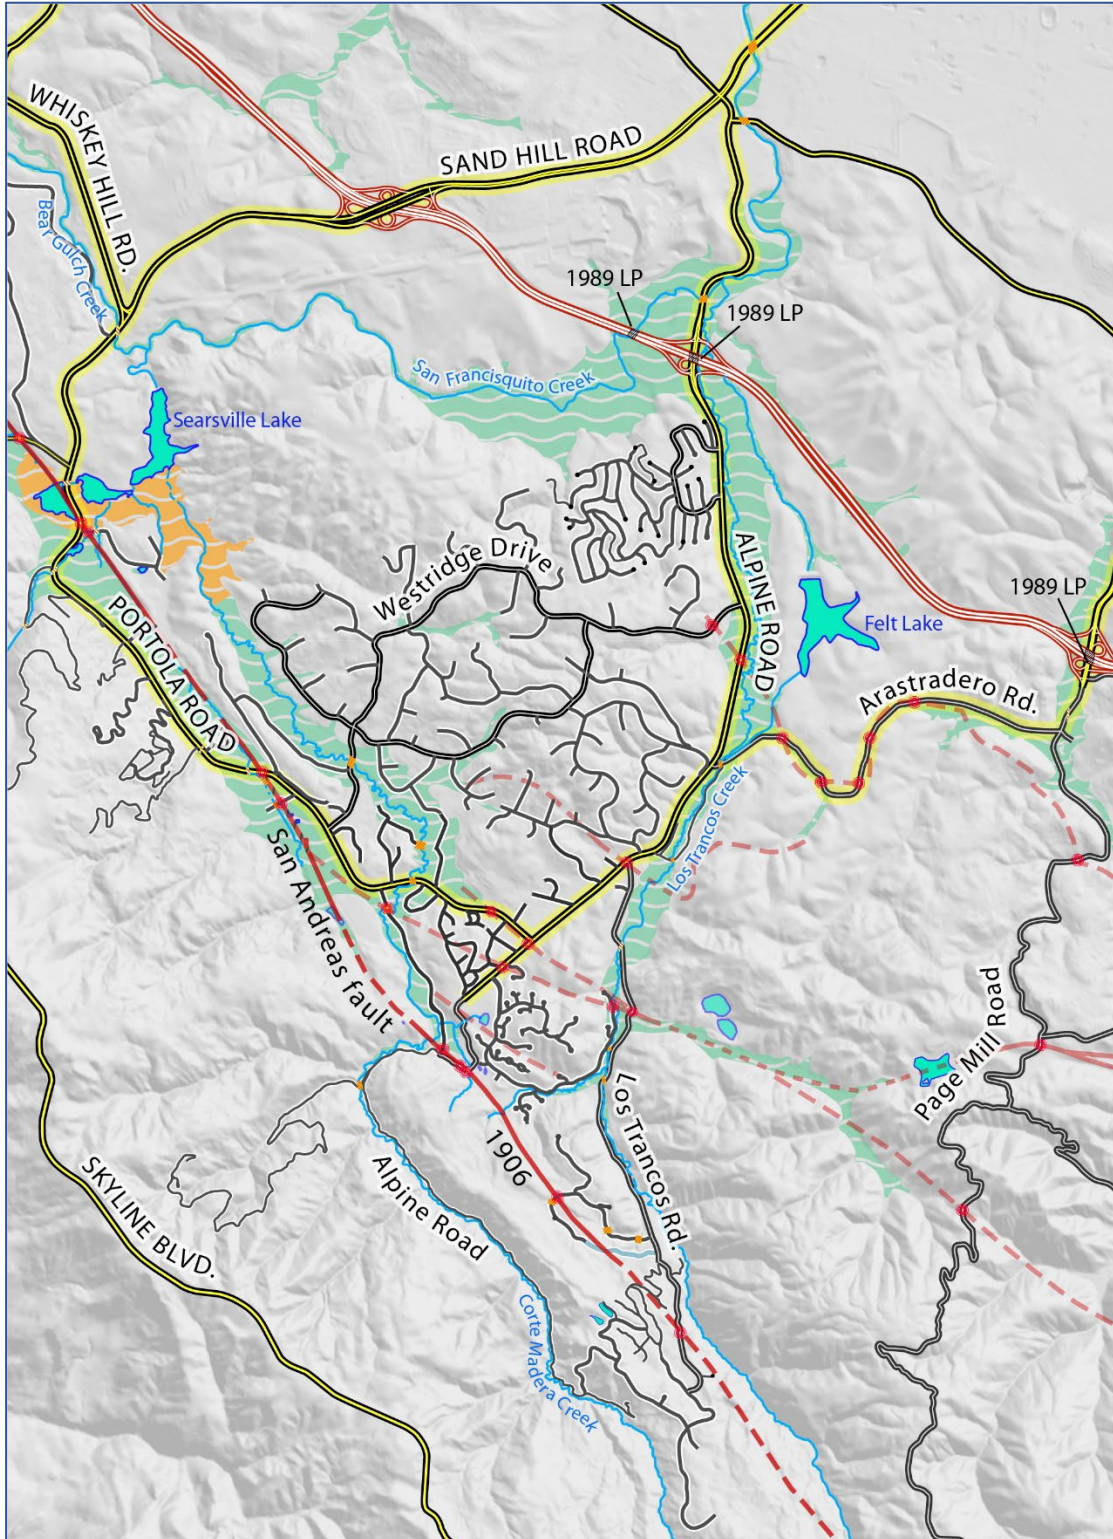 WHISKEY HILL RD.
SAND HILL ROAD
Bear Gulch Creek
1989 LP
1989 LP
San Francisquito Creek
Searsville Lake
Westridge Drive
ALPINE ROAD
1989 LP
Felt Lake
PORTOLA ROAD
Arastradero Rd.
Los Trancos Creek
San Andreas fault
Page Mill Road
Los Trancos Rd.
1906
Alpine Road
SKYLINE BLVD.
Corte Madera Creek